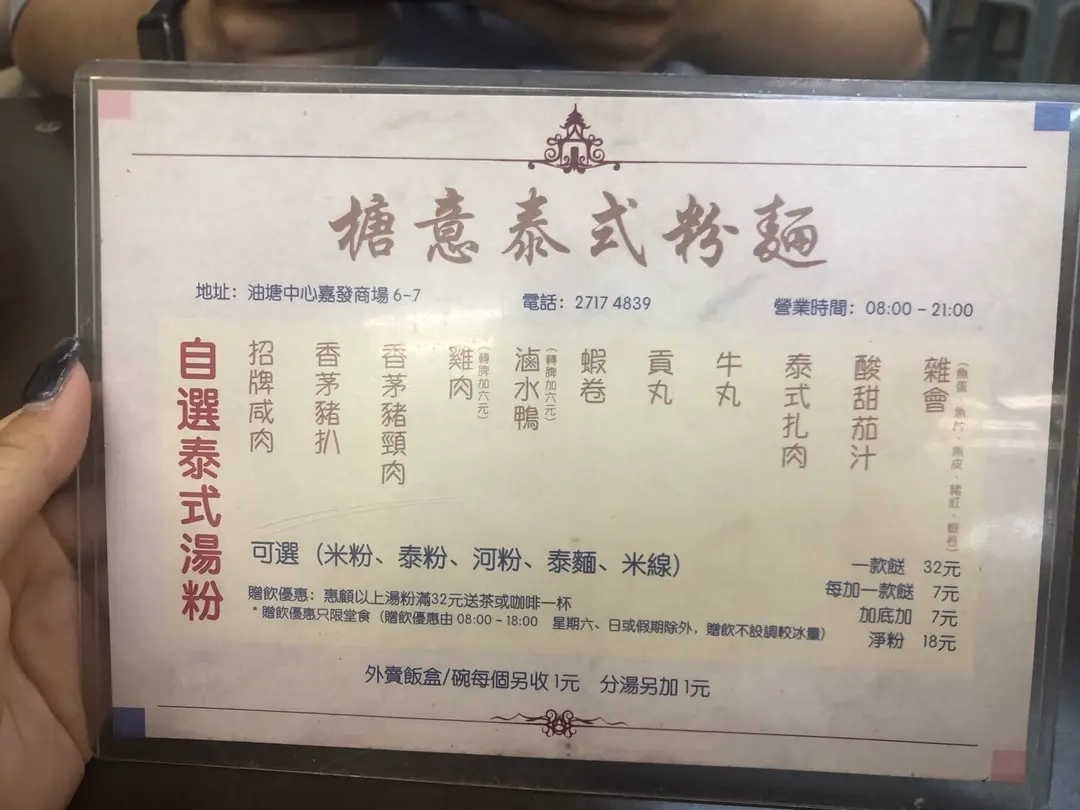 榶意泰式粉麵
地址：油塘中心嘉發商場 6-7
電話：2717 4839
營業時間：08:00 - 21:00
自選泰式湯粉
招牌咸肉
香茅豬扒
香茅豬頸肉
雞肉（轉脾加六元）
滷水鴨（轉脾加六元）
蝦卷
貢丸
牛丸
泰式扎肉
酸甜茄汁
雜會（魚蛋、魚片、魚皮、豬紅、蝦卷）
可選（米粉、泰粉、河粉、泰麵、米線）
贈飲優惠：惠顧以上湯粉滿32元送茶或咖啡一杯
* 贈飲優惠只限堂食（贈飲優惠由 08:00 - 18:00　星期六、日或假期除外，贈飲不設調較冰量）
一款餸 32元
每加一款餸 7元
加底加 7元
淨粉 18元
外賣飯盒/碗每個另收 1元　分湯另加 1元